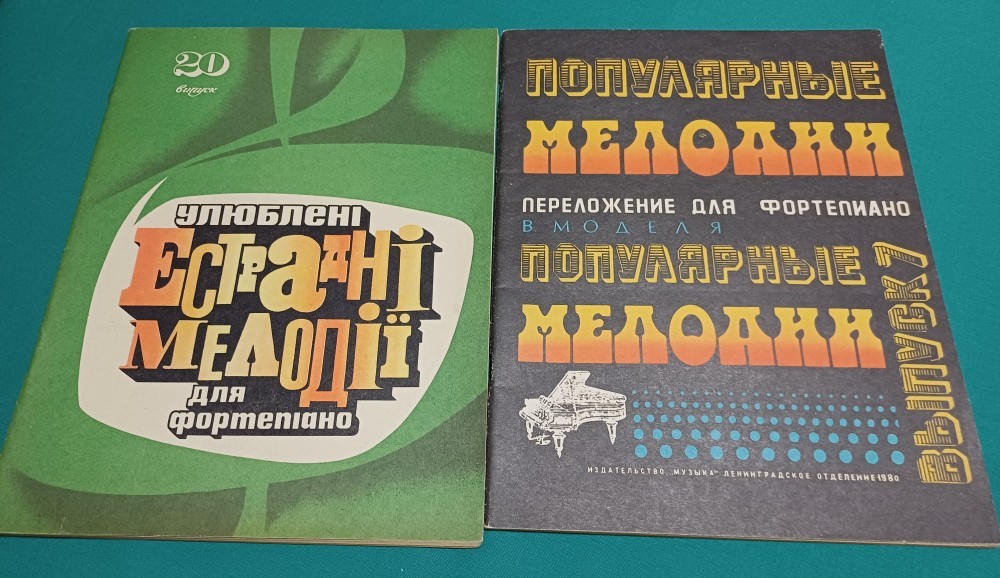 20
випуск
улюблені
Естрадні
мелодії
для
фортепіано
ПОПУЛЯРНЫЕ
МЕЛОДИИ
ПЕРЕЛОЖЕНИЕ ДЛЯ ФОРТЕПИАНО
В МОДЕЛЯ
ПОПУЛЯРНЫЕ
МЕЛОДИИ
ВЫПУСК 7
ИЗДАТЕЛЬСТВО „МУЗЫКА" ЛЕНИНГРАДСКОЕ ОТДЕЛЕНИЕ 1980